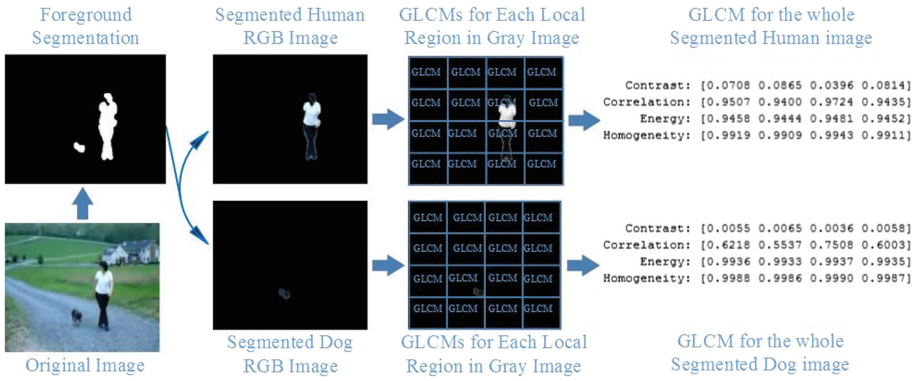 Foreground
Segmentation
Segmented Human
RGB Image
GLCMs for Each Local
Region in Gray Image
GLCM for the whole
Segmented Human image
GLCM GLCM GLCM GLCM
GLCM GLCM GLCM GLCM
GLCM GLCM GLCM GLCM
GLCM GLCM GLCM GLCM
Contrast: [0.0708 0.0865 0.0396 0.0814]
Correlation: [0.9507 0.9400 0.9724 0.9435]
Energy: [0.9458 0.9444 0.9481 0.9452]
Homogeneity: [0.9919 0.9909 0.9943 0.9911]
GLCM GLCM GLCM GLCM
GLCM GLCM GLCM GLCM
GLCM GLCM GLCM GLCM
GLCM GLCM GLCM GLCM
Contrast: [0.0055 0.0065 0.0036 0.0058]
Correlation: [0.6218 0.5537 0.7508 0.6003]
Energy: [0.9936 0.9933 0.9937 0.9935]
Homogeneity: [0.9988 0.9986 0.9990 0.9987]
Original Image
Segmented Dog
RGB Image
GLCMs for Each Local
Region in Gray Image
GLCM for the whole
Segmented Dog image